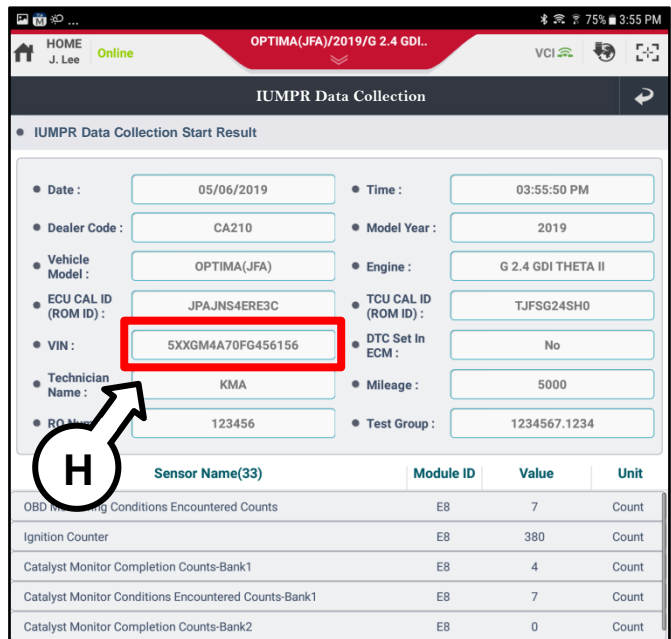 ... 75% 3:55 PM
HOME
J. Lee
Online
OPTIMA(JFA)/2019/G 2.4 GDI..
VCI
IUMPR Data Collection
IUMPR Data Collection Start Result
Date : 05/06/2019 Time : 03:55:50 PM
Dealer Code : CA210 Model Year : 2019
Vehicle
Model : OPTIMA(JFA) Engine : G 2.4 GDI THETA II
ECU CAL ID
(ROM ID) : JPAJNS4ERE3C TCU CAL ID
(ROM ID) : TJFSG24SH0
VIN : 5XXGM4A70FG456156 DTC Set In
ECM : No
Technician
Name : KMA Mileage : 5000
RO 123456 Test Group : 1234567.1234
H
Sensor Name(33) Module ID Value Unit
OBD Conditions Encountered Counts E8 7 Count
Ignition Counter E8 380 Count
Catalyst Monitor Completion Counts-Bank1 E8 4 Count
Catalyst Monitor Conditions Encountered Counts-Bank1 E8 7 Count
Catalyst Monitor Completion Counts-Bank2 E8 0 Count